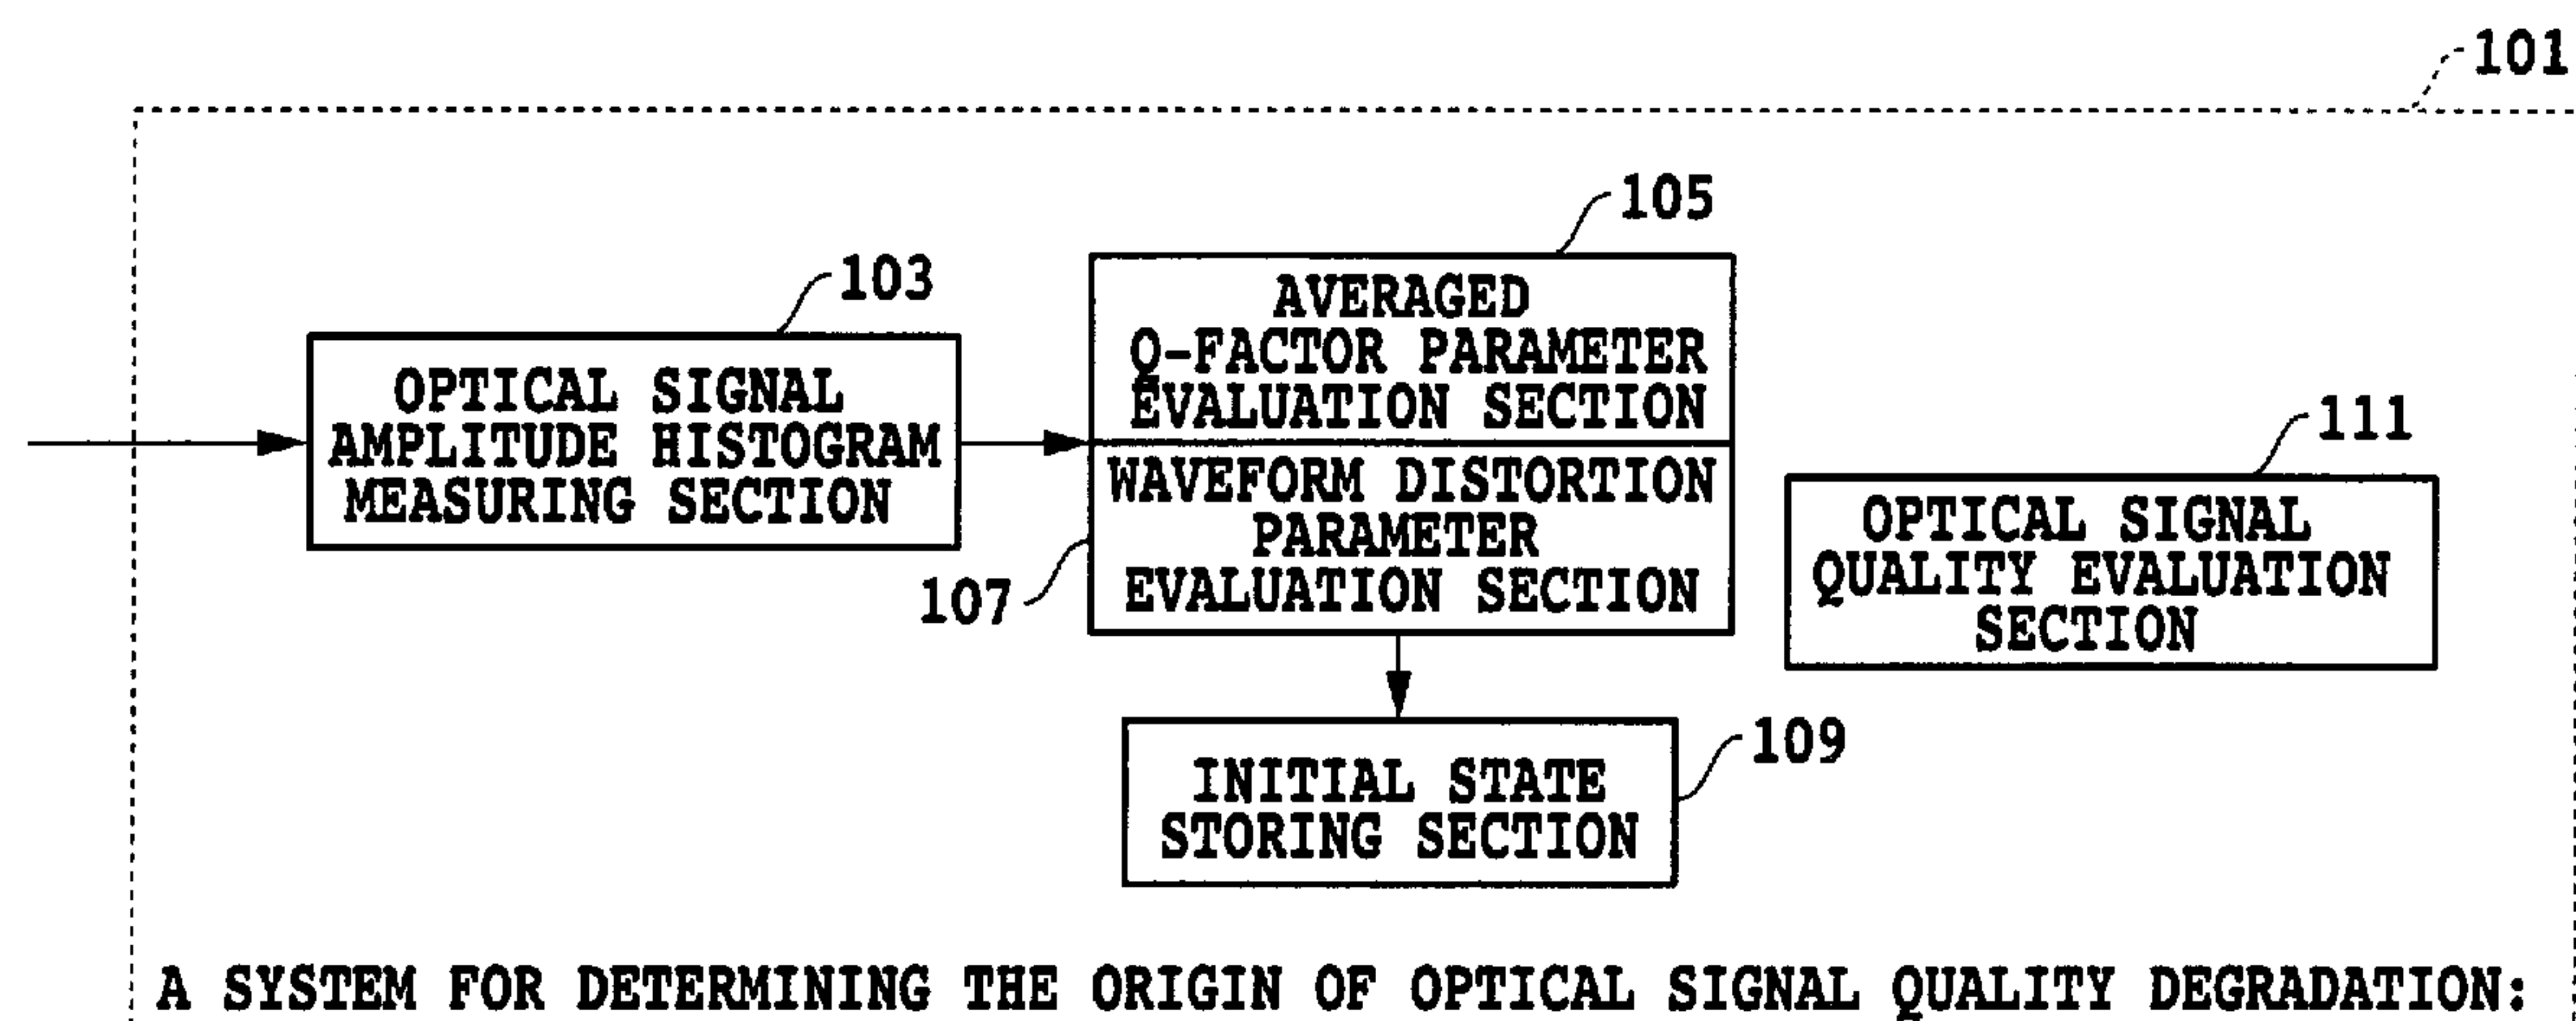 101
105
103
AVERAGED
Q-FACTOR PARAMETER
EVALUATION SECTION
OPTICAL SIGNAL
AMPLITUDE HISTOGRAM
MEASURING SECTION
111
WAVEFORM DISTORTION
PARAMETER
EVALUATION SECTION
107
OPTICAL SIGNAL
QUALITY EVALUATION
SECTION
109
INITIAL STATE
STORING SECTION
A SYSTEM FOR DETERMINING THE ORIGIN OF OPTICAL SIGNAL QUALITY DEGRADATION: